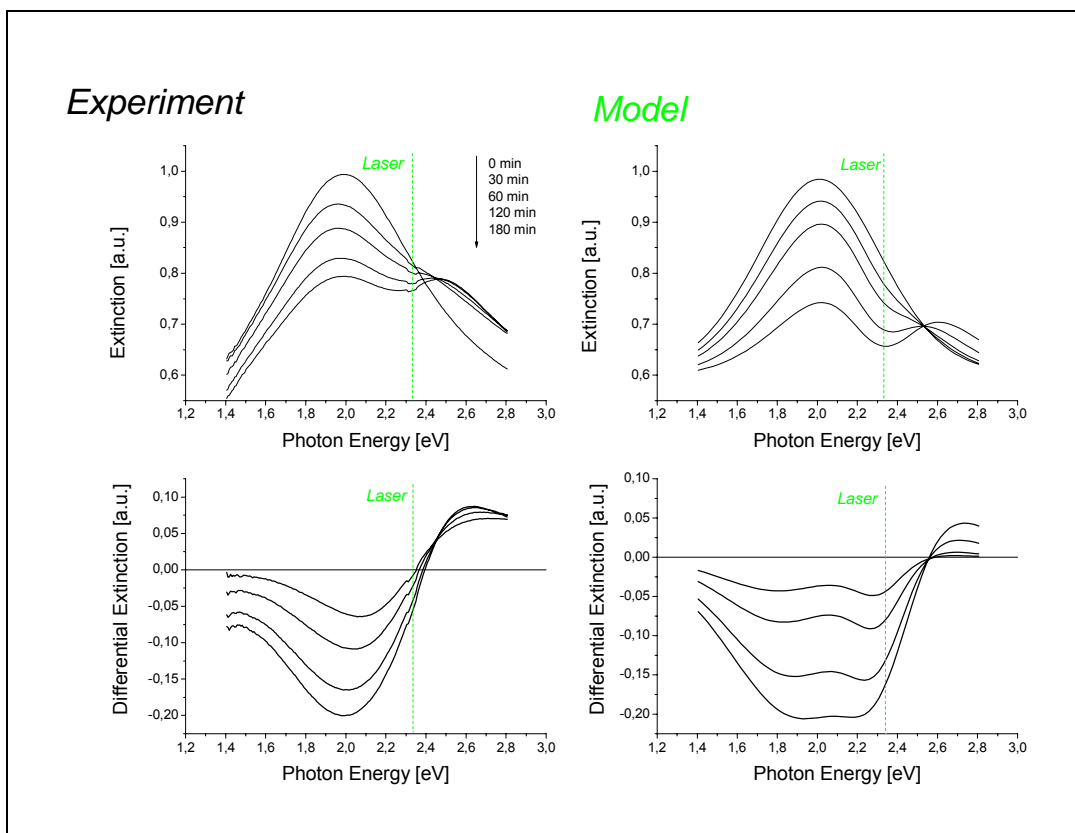 Experiment
Model
Laser
0 min
30 min
60 min
120 min
180 min
1,0
0,9
0,8
0,7
0,6
Extinction [a.u.]
1,2 1,4 1,6 1,8 2,0 2,2 2,4 2,6 2,8 3,0
Photon Energy [eV]
Laser
1,0
0,9
0,8
0,7
0,6
Extinction [a.u.]
1,2 1,4 1,6 1,8 2,0 2,2 2,4 2,6 2,8 3,0
Photon Energy [eV]
Laser
0,10
0,05
0,00
-0,05
-0,10
-0,15
-0,20
Differential Extinction [a.u.]
1,2 1,4 1,6 1,8 2,0 2,2 2,4 2,6 2,8 3,0
Photon Energy [eV]
Laser
0,10
0,05
0,00
-0,05
-0,10
-0,15
-0,20
Differential Extinction [a.u.]
1,2 1,4 1,6 1,8 2,0 2,2 2,4 2,6 2,8 3,0
Photon Energy [eV]